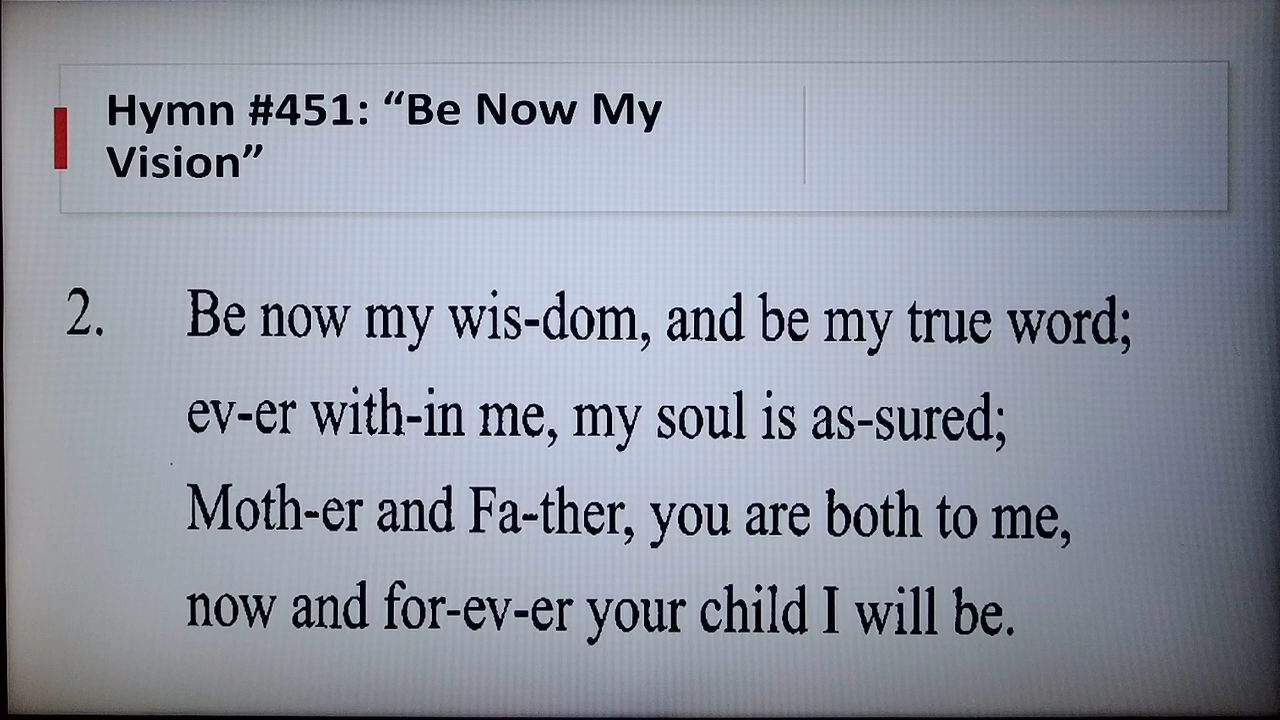 Hymn #451: “Be Now My
Vision”
2. Be now my wis-dom, and be my true word;
ev-er with-in me, my soul is as-sured;
Moth-er and Fa-ther, you are both to me,
now and for-ev-er your child I will be.